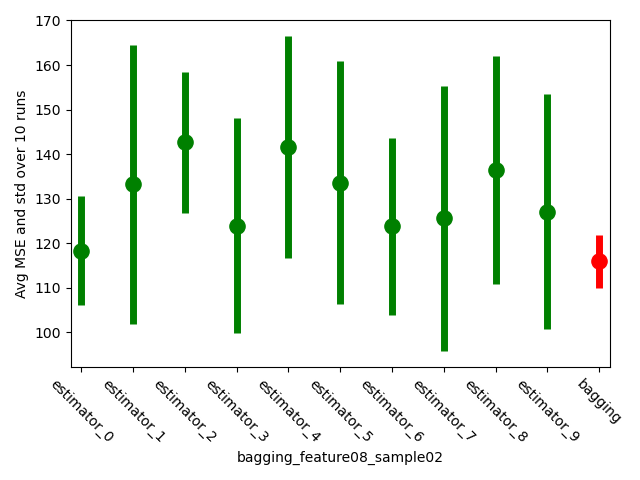 170
160
150
140
130
120
110
100
Avg MSE and std over 10 runs
estimator_0
estimator_1
estimator_2
estimator_3
estimator_4
estimator_5
estimator_6
estimator_7
estimator_8
estimator_9
bagging
bagging_feature08_sample02